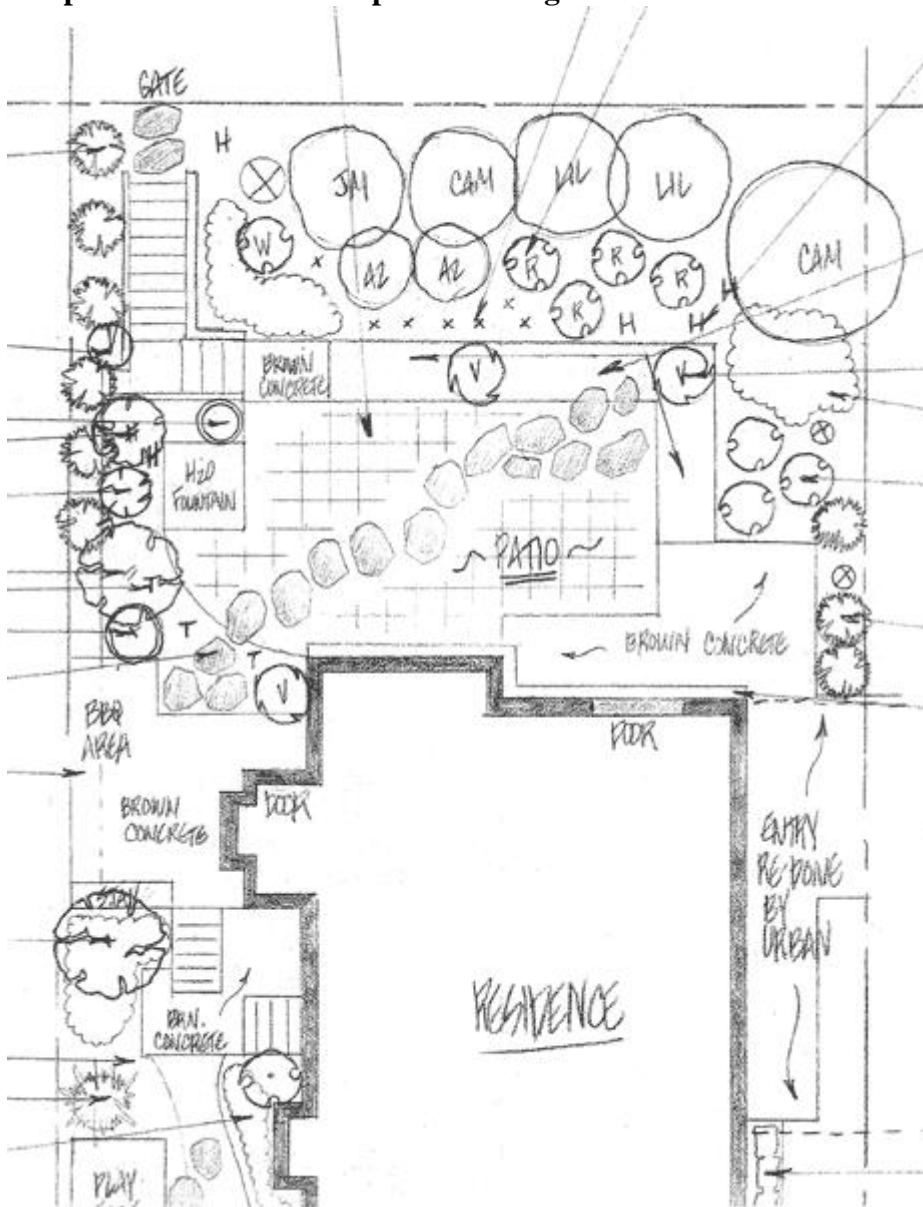 GATE
H
JM
CAM
LIL
LIL
CAM
W
AZ
AZ
R
R
R
R
H
H
H
BROWN
CONCRETE
V
V
H
H
H2O
FOUNTAIN
PATIO
T
T
BROWN CONCRETE
V
BBQ
AREA
DOOR
DOOR
BROWN
CONCRETE
ENTRY
RE-DONE
BY
URBAN
RESIDENCE
BRN.
CONCRETE
PLAY